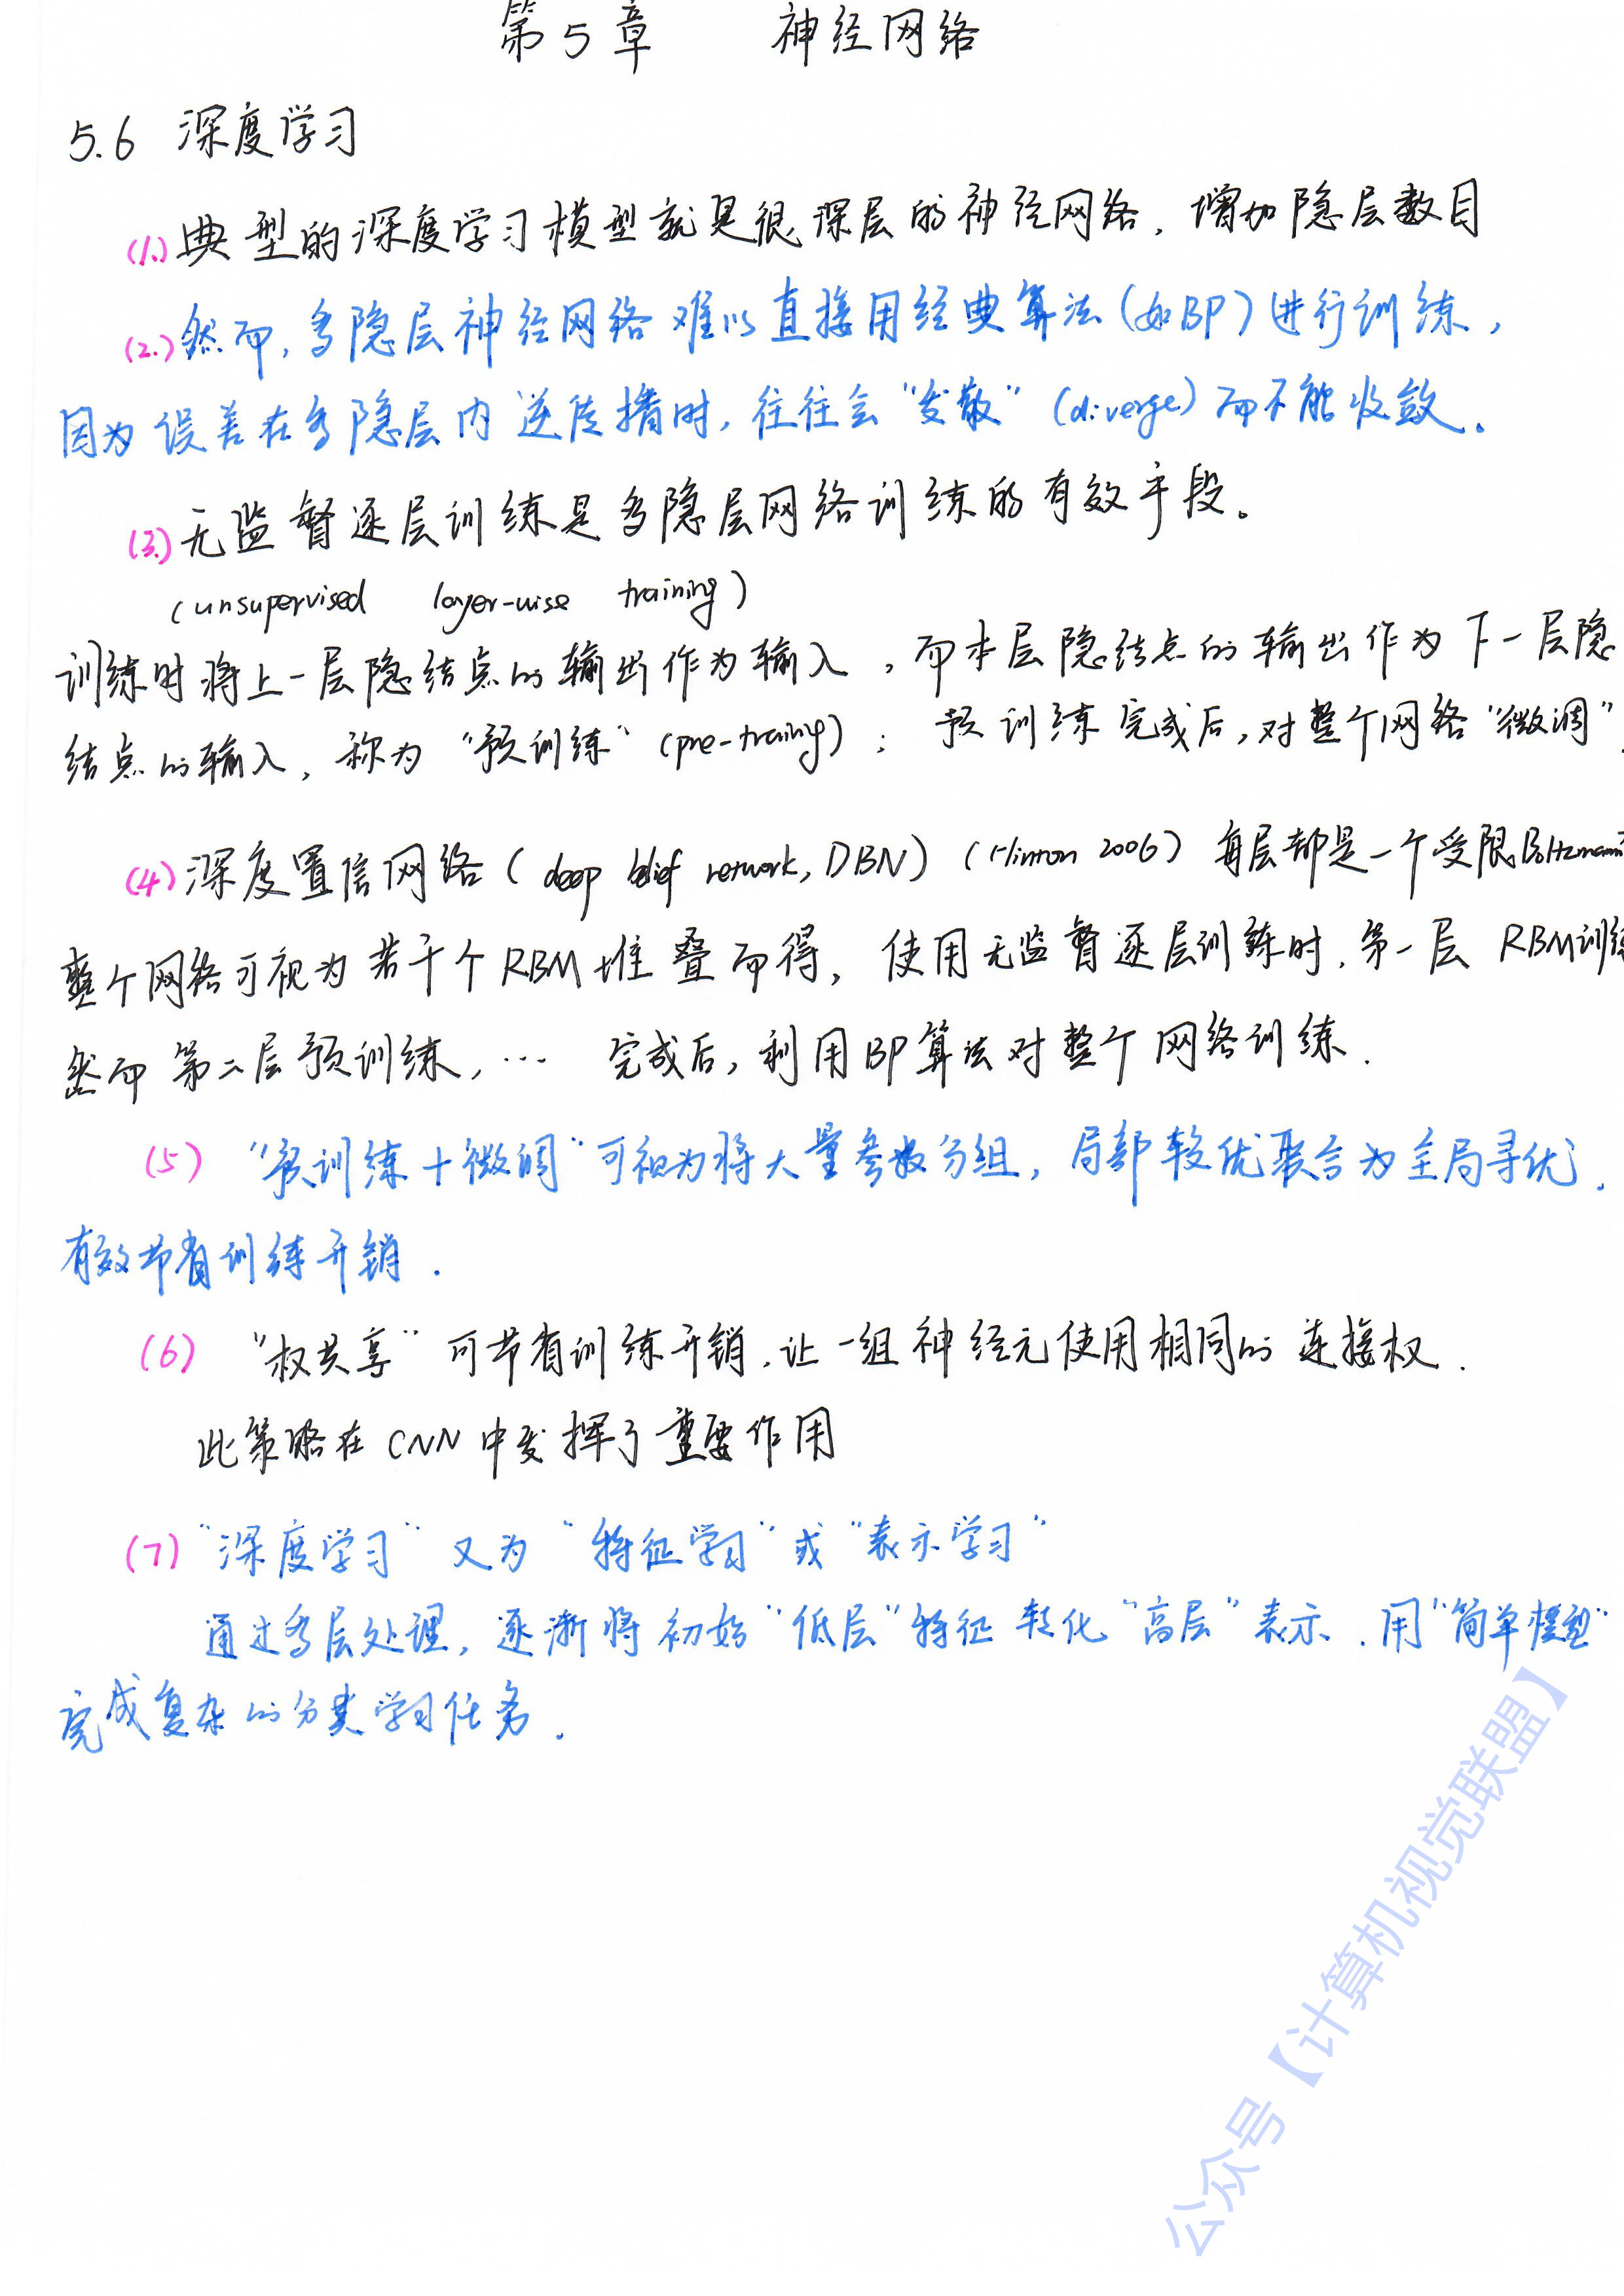 第5章 神经网络
5.6 深度学习
(1.) 典型的深度学习模型就是很深层的神经网络. 增加隐层数目
(2.) 然而, 多隐层神经网络难以直接用经典算法(如BP)进行训练,
因为误差在多隐层内逆传播时, 往往会"发散"(diverge)而不能收敛。
(3.) 无监督逐层训练是多隐层网络训练的有效手段。
(unsupervised layer-wise training)
训练时将上一层隐结点的输出作为输入, 而本层隐结点的输出作为下一层隐
结点的输入, 称为"预训练"(pre-training); 预训练完成后, 对整个网络"微调"
(4) 深度置信网络(deep belief network, DBN)(Hinton 2006) 每层都是一个受限Boltzmann
整个网络可视为若干个RBM堆叠而得, 使用无监督逐层训练时. 第一层 RBM训练
然而第二层预训练, … 完成后, 利用BP算法对整个网络训练.
(5) "预训练+微调"可视为将大量参数分组, 局部较优聚合为全局寻优.
有效节省训练开销.
(6) "权共享"可节省训练开销. 让一组神经元使用相同的连接权.
此策略在CNN中发挥了重要作用
(7) "深度学习"又为"特征学习"或"表示学习"
通过多层处理, 逐渐将初始"低层"特征转化"高层"表示. 用"简单模型"
完成复杂的分类学习任务.
公众号【计算机视觉联盟】